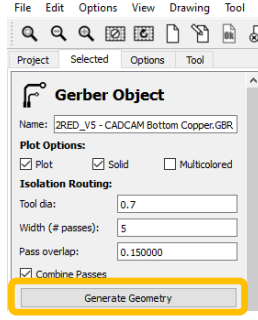 File Edit Options View Drawing Tool
Project Selected Options Tool
Gerber Object
Name: 2RED_V5 - CADCAM Bottom Copper.GBR
Plot Options:
Plot Solid Multicolored
Isolation Routing:
Tool dia: 0.7
Width (# passes): 5
Pass overlap: 0.150000
Combine Passes
Generate Geometry